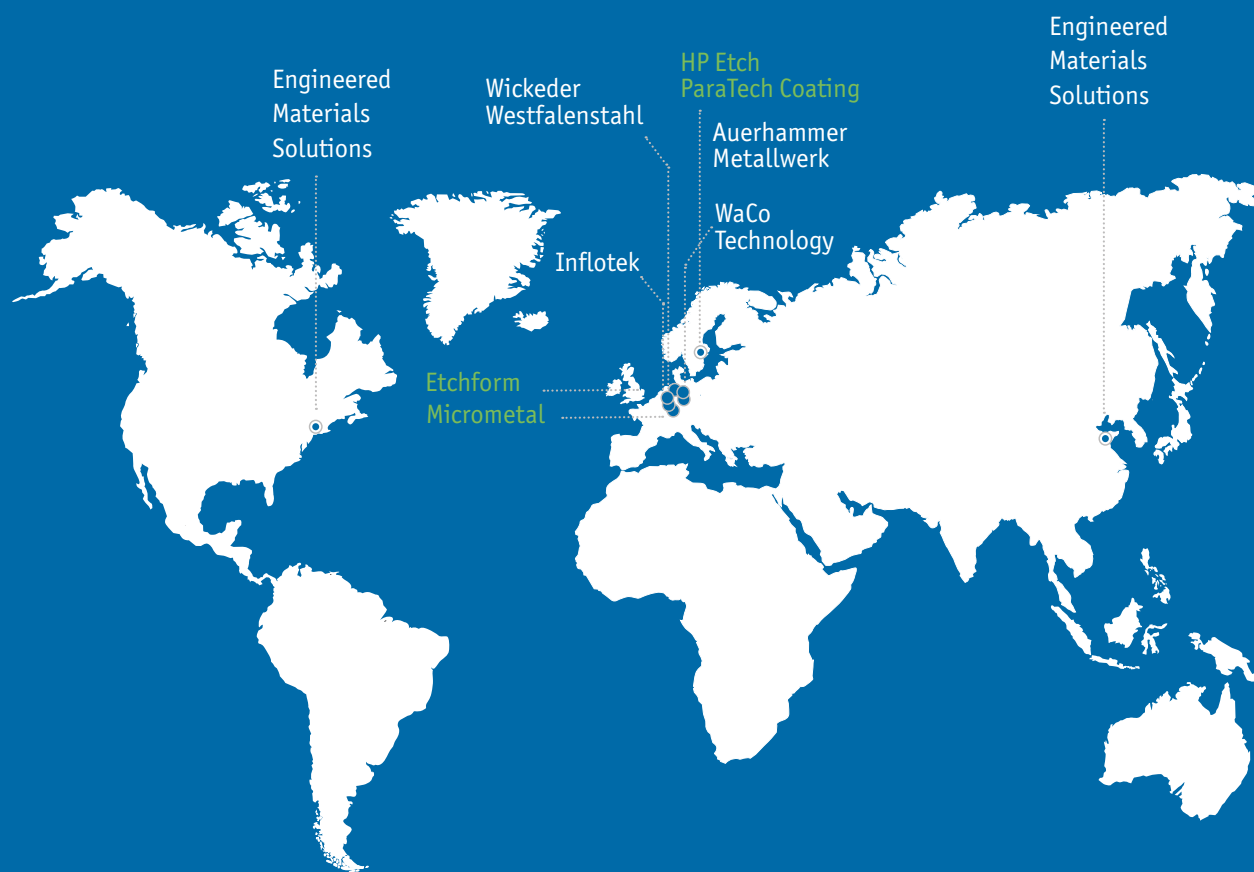 Engineered
Materials
Solutions
Wickeder
Westfalenstahl
HP Etch
ParaTech Coating
Auerhammer
Metallwerk
WaCo
Technology
Inflotek
Etchform
Micrometal
Engineered
Materials
Solutions